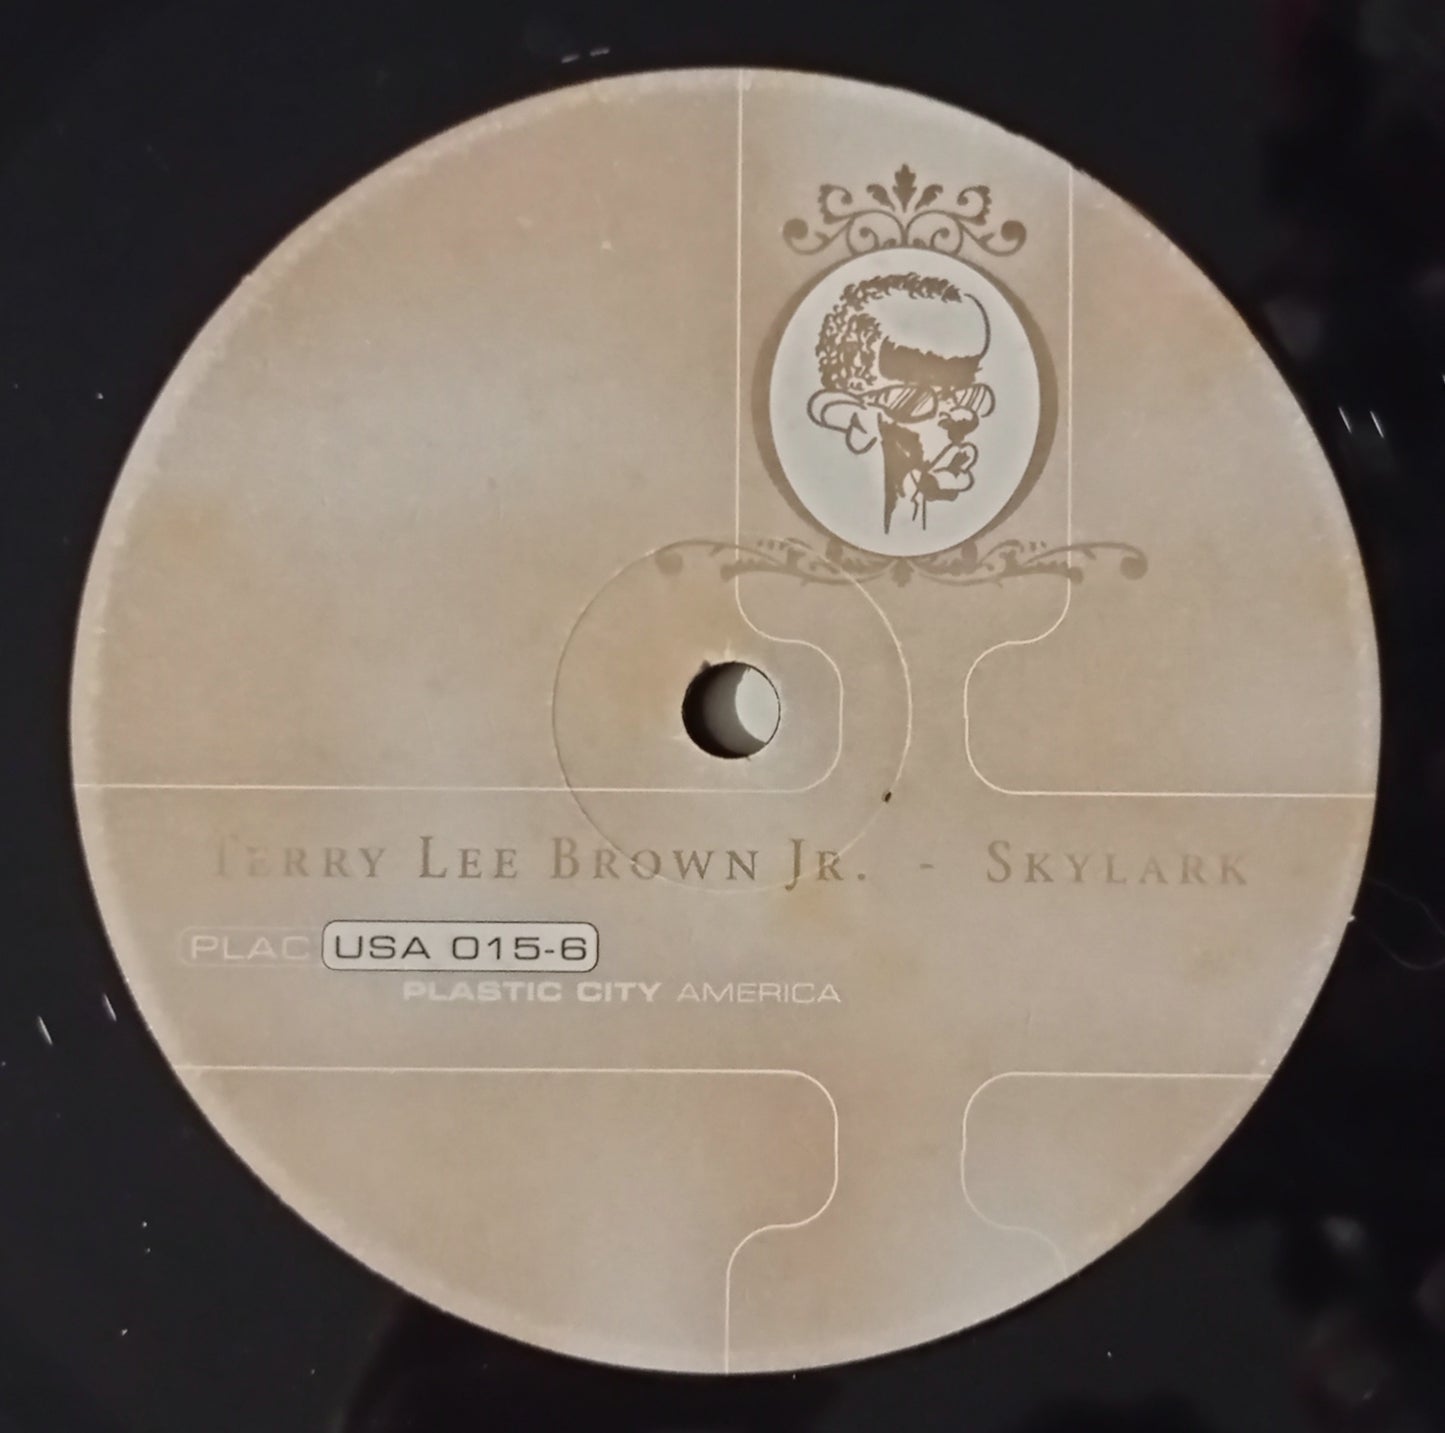 TERRY LEE BROWN JR. - SKYLARK
PLAC USA 015-6
PLASTIC CITY AMERICA